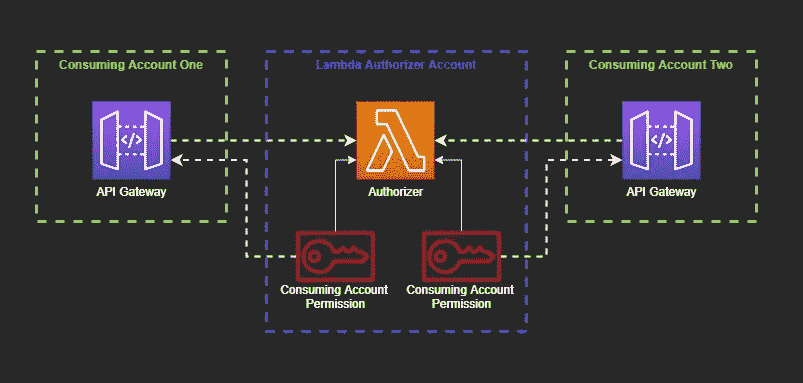 Consuming Account One
Lambda Authorizer Account
Consuming Account Two
</>
</>
API Gateway
Authorizer
API Gateway
Consuming Account
Permission
Consuming Account
Permission